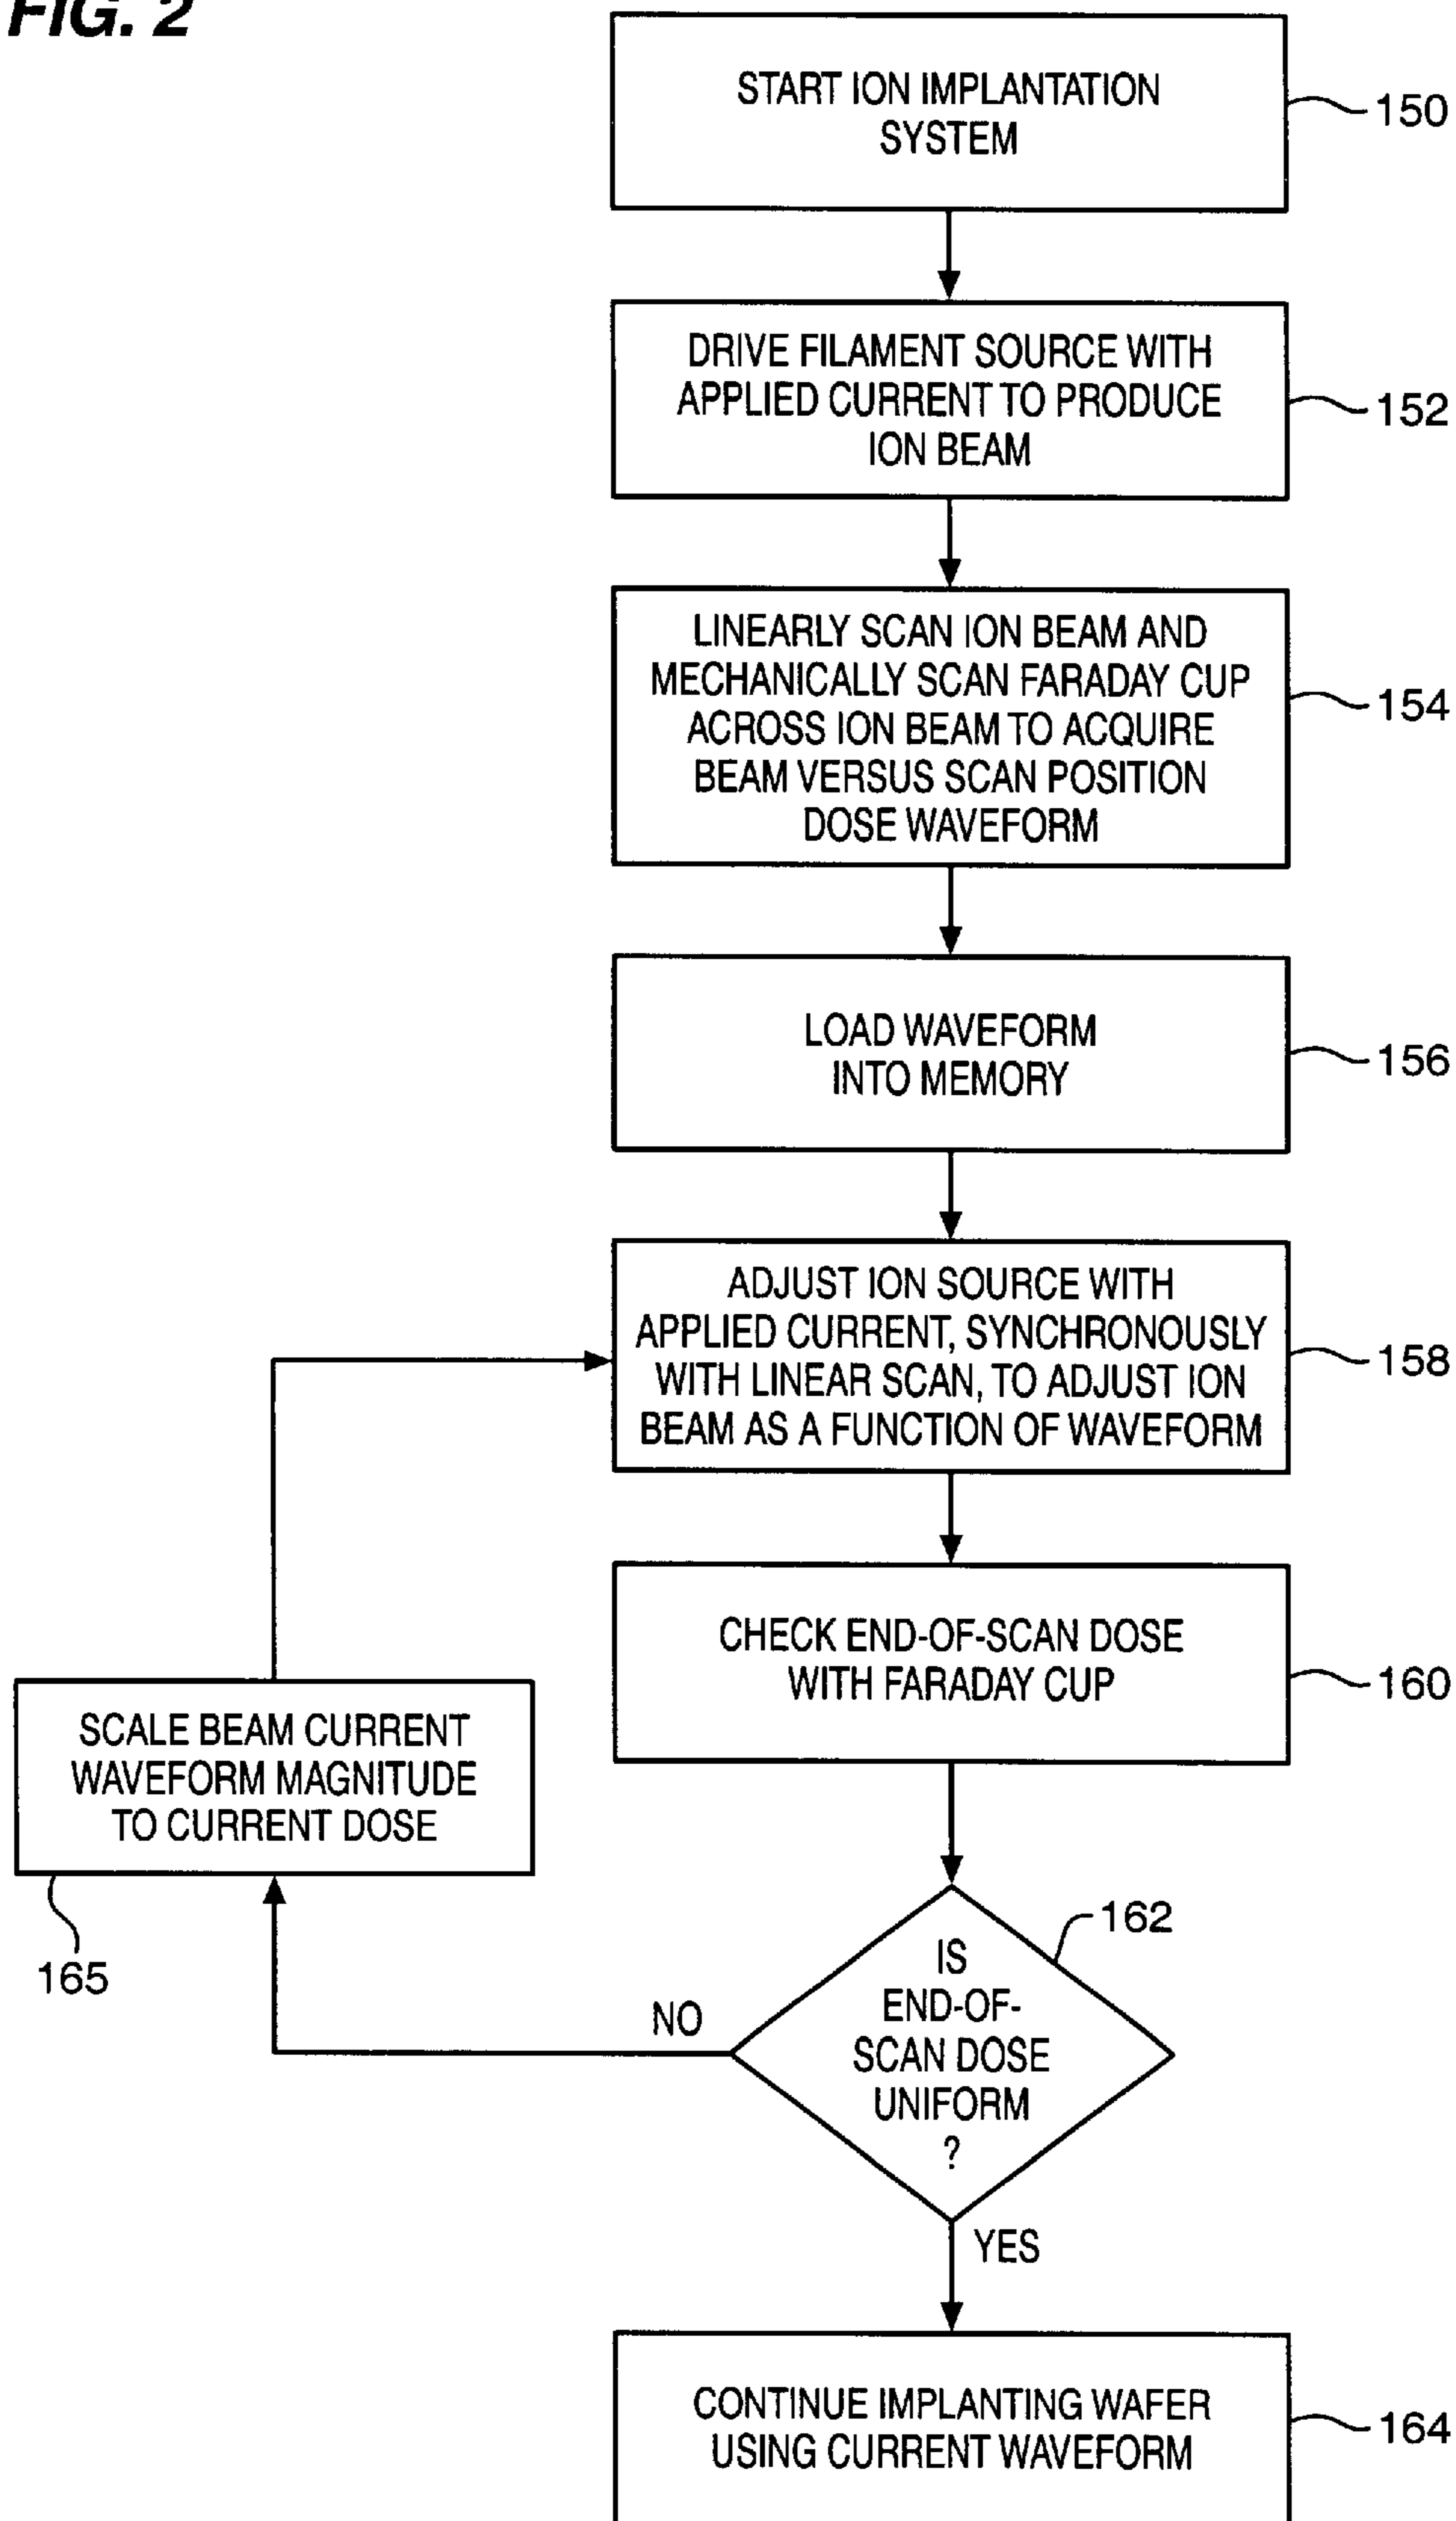 FIG. 2
START ION IMPLANTATION
SYSTEM
150
DRIVE FILAMENT SOURCE WITH
APPLIED CURRENT TO PRODUCE
ION BEAM
152
LINEARLY SCAN ION BEAM AND
MECHANICALLY SCAN FARADAY CUP
ACROSS ION BEAM TO ACQUIRE
BEAM VERSUS SCAN POSITION
DOSE WAVEFORM
154
LOAD WAVEFORM
INTO MEMORY
156
ADJUST ION SOURCE WITH
APPLIED CURRENT, SYNCHRONOUSLY
WITH LINEAR SCAN, TO ADJUST ION
BEAM AS A FUNCTION OF WAVEFORM
158
CHECK END-OF-SCAN DOSE
WITH FARADAY CUP
160
SCALE BEAM CURRENT
WAVEFORM MAGNITUDE
TO CURRENT DOSE
165
IS
END-OF-
SCAN DOSE
UNIFORM
?
162
NO
YES
CONTINUE IMPLANTING WAFER
USING CURRENT WAVEFORM
164